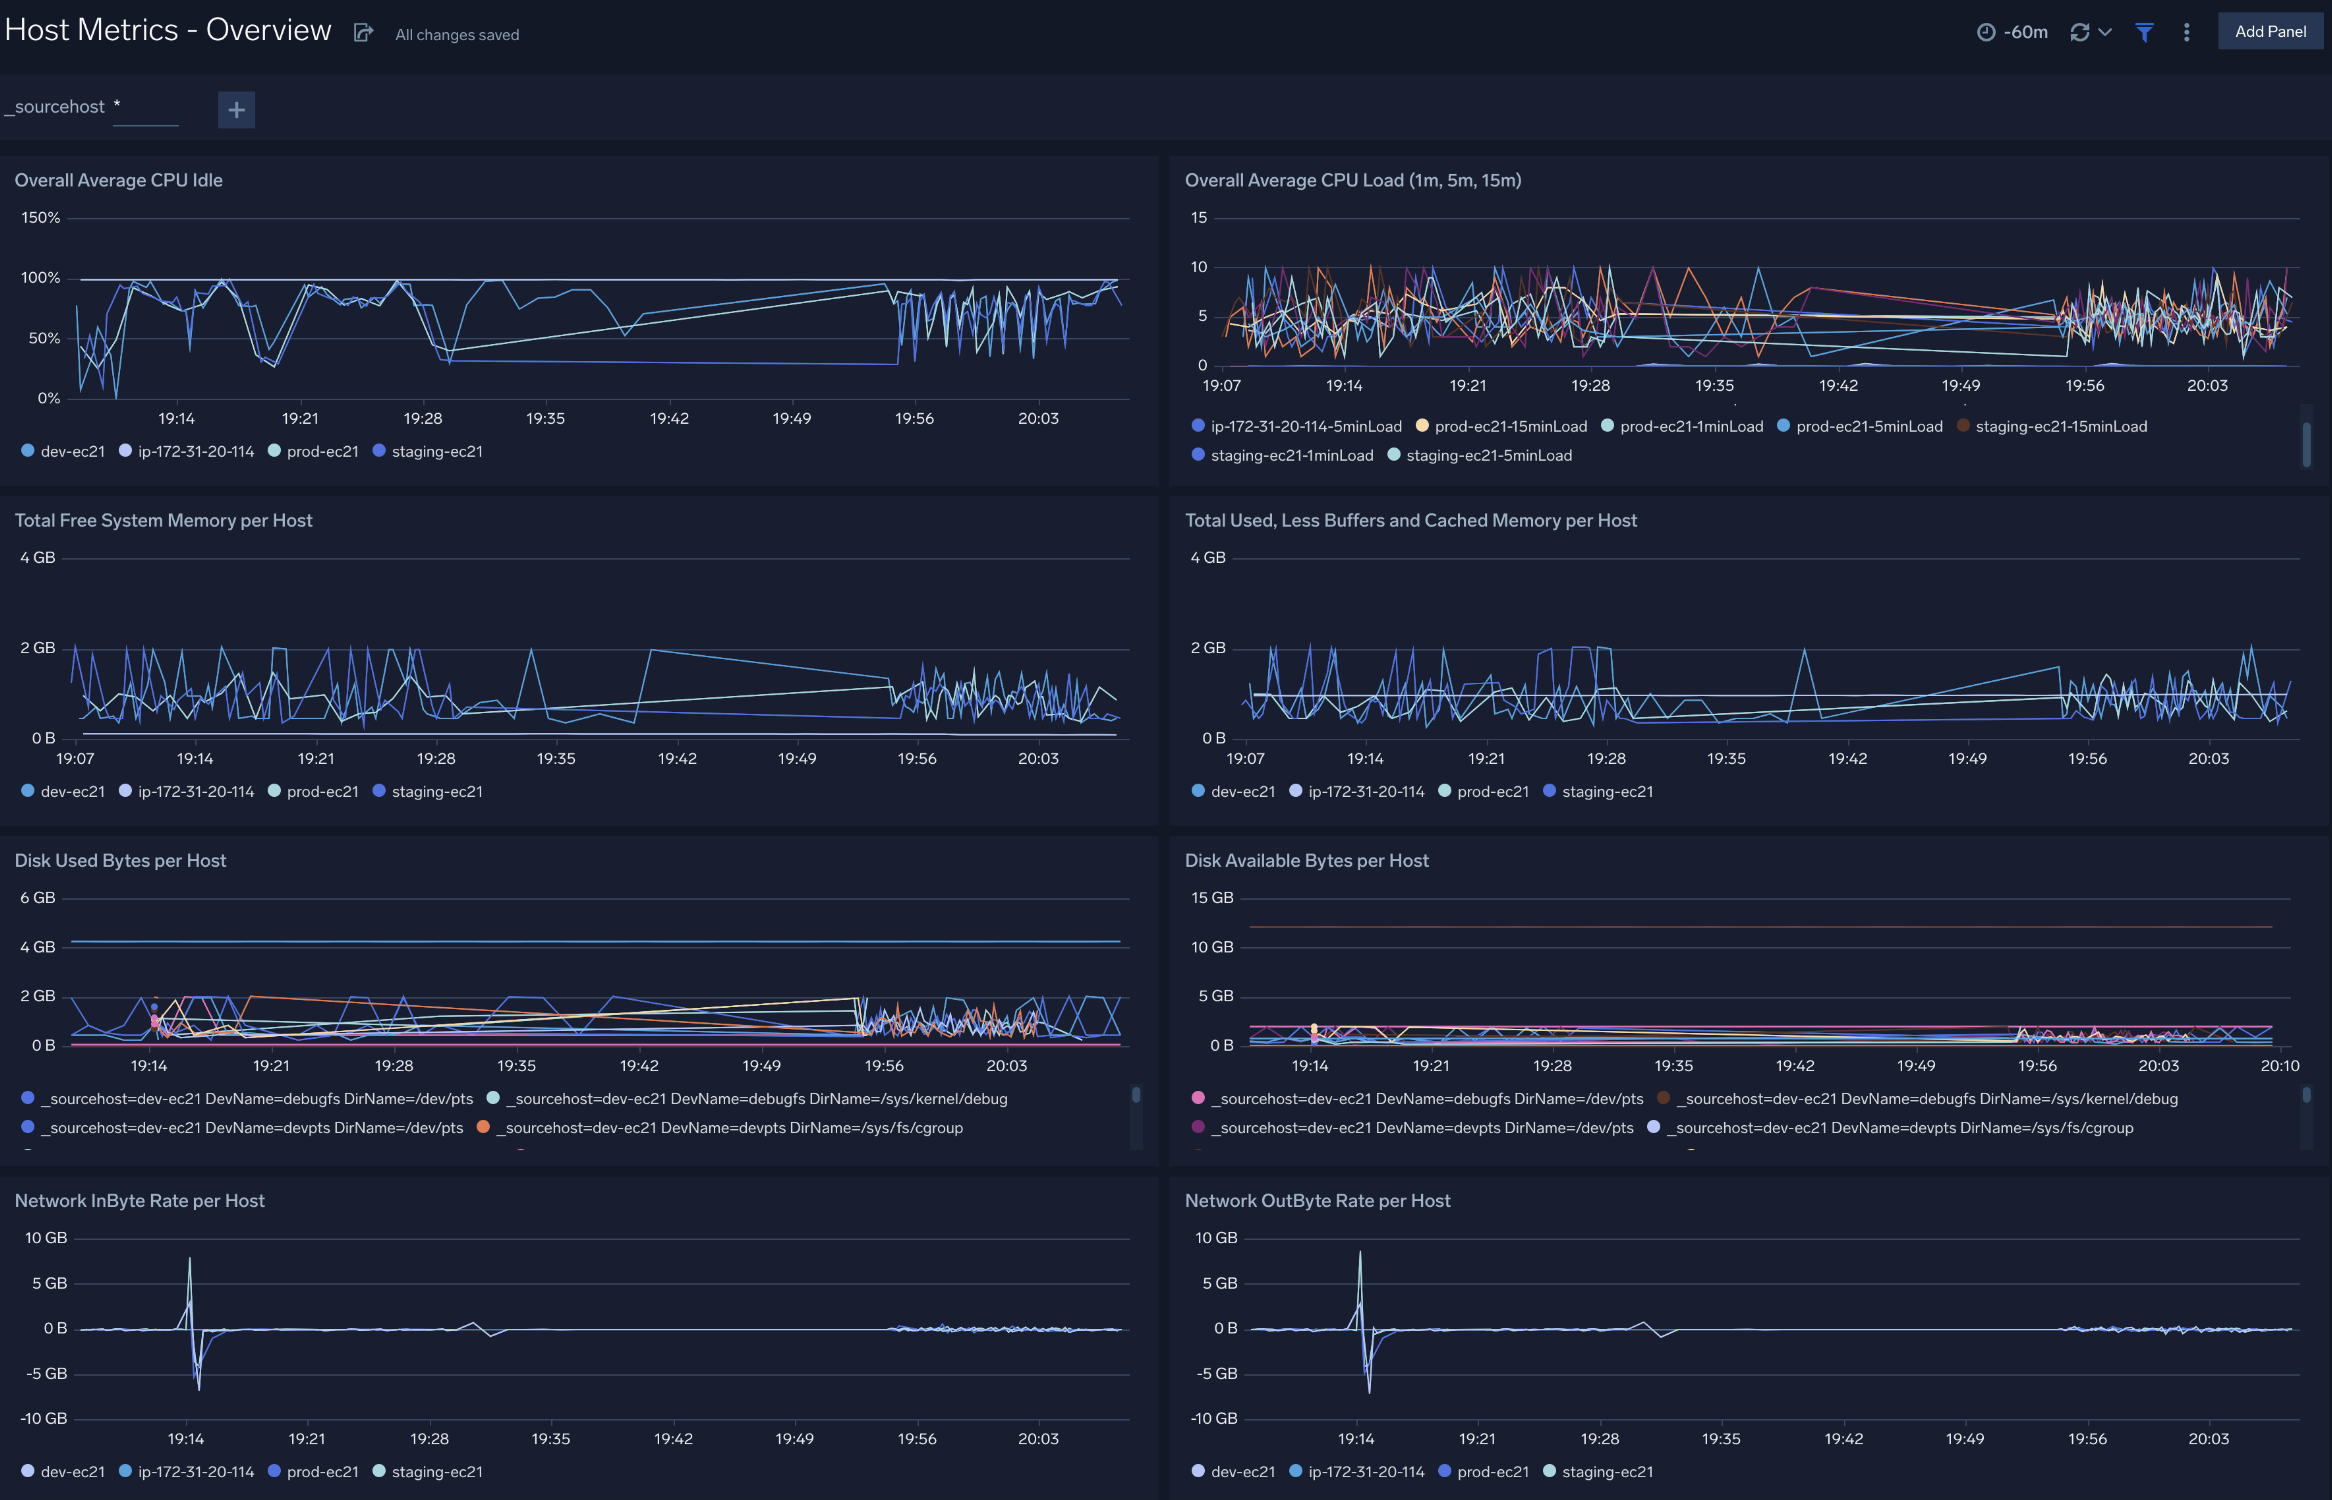 Host Metrics - Overview All changes saved -60m Add Panel
_sourcehost *
Overall Average CPU Idle
150%
100%
50%
0%
19:14 19:21 19:28 19:35 19:42 19:49 19:56 20:03
dev-ec21 ip-172-31-20-114 prod-ec21 staging-ec21
Overall Average CPU Load (1m, 5m, 15m)
15
10
5
0
19:07 19:14 19:21 19:28 19:35 19:42 19:49 19:56 20:03
ip-172-31-20-114-5minLoad prod-ec21-15minLoad prod-ec21-1minLoad prod-ec21-5minLoad staging-ec21-15minLoad
staging-ec21-1minLoad staging-ec21-5minLoad
Total Free System Memory per Host
4 GB
2 GB
0 B
19:07 19:14 19:21 19:28 19:35 19:42 19:49 19:56 20:03
dev-ec21 ip-172-31-20-114 prod-ec21 staging-ec21
Total Used, Less Buffers and Cached Memory per Host
4 GB
2 GB
0 B
19:07 19:14 19:21 19:28 19:35 19:42 19:49 19:56 20:03
dev-ec21 ip-172-31-20-114 prod-ec21 staging-ec21
Disk Used Bytes per Host
6 GB
4 GB
2 GB
0 B
19:14 19:21 19:28 19:35 19:42 19:49 19:56 20:03
_sourcehost=dev-ec21 DevName=debugfs DirName=/dev/pts _sourcehost=dev-ec21 DevName=debugfs DirName=/sys/kernel/debug
_sourcehost=dev-ec21 DevName=devpts DirName=/dev/pts _sourcehost=dev-ec21 DevName=devpts DirName=/sys/fs/cgroup
Disk Available Bytes per Host
15 GB
10 GB
5 GB
0 B
19:14 19:21 19:28 19:35 19:42 19:49 19:56 20:03 20:10
_sourcehost=dev-ec21 DevName=debugfs DirName=/dev/pts _sourcehost=dev-ec21 DevName=debugfs DirName=/sys/kernel/debug
_sourcehost=dev-ec21 DevName=devpts DirName=/dev/pts _sourcehost=dev-ec21 DevName=devpts DirName=/sys/fs/cgroup
Network InByte Rate per Host
10 GB
5 GB
0 B
-5 GB
-10 GB
19:14 19:21 19:28 19:35 19:42 19:49 19:56 20:03
dev-ec21 ip-172-31-20-114 prod-ec21 staging-ec21
Network OutByte Rate per Host
10 GB
5 GB
0 B
-5 GB
-10 GB
19:14 19:21 19:28 19:35 19:42 19:49 19:56 20:03
dev-ec21 ip-172-31-20-114 prod-ec21 staging-ec21